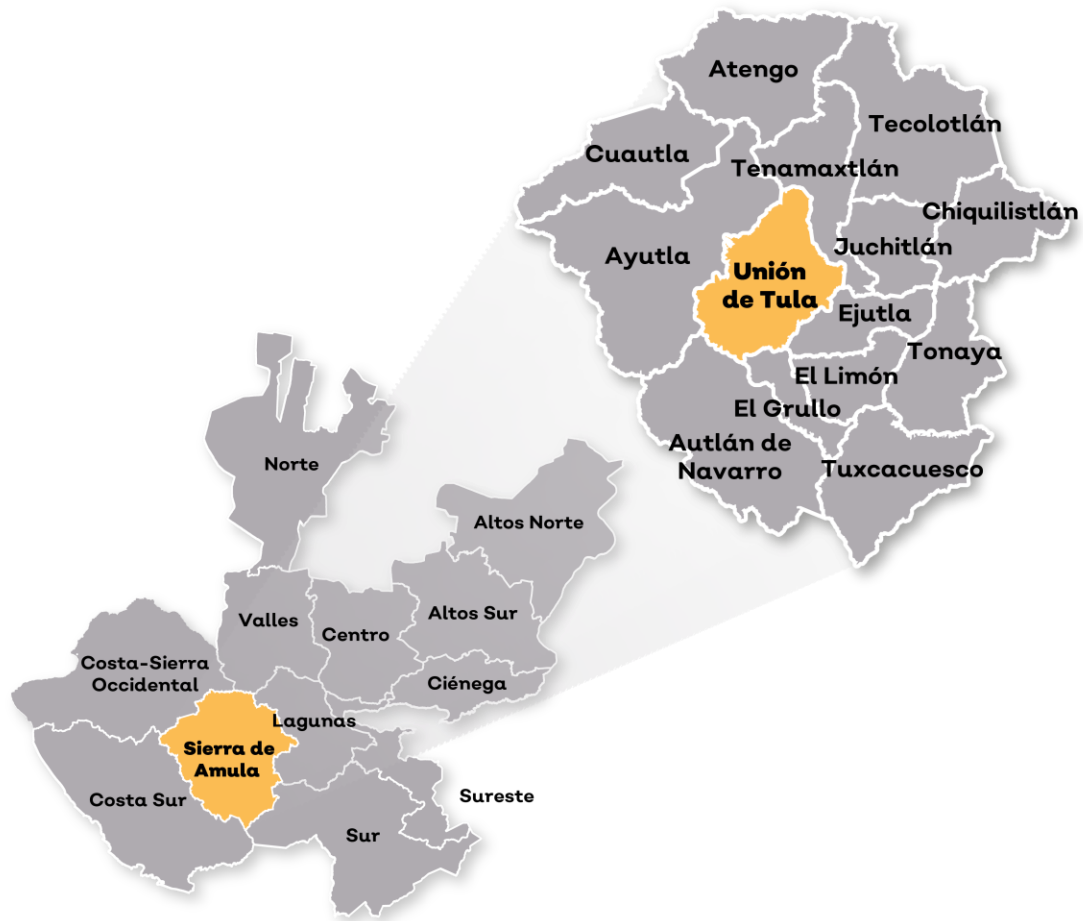 Atengo
Tecolotlán
Cuautla
Tenamaxtlán
Chiquilistlán
Juchitlán
Ayutla
Unión
de Tula
Ejutla
Tonaya
El Limón
El Grullo
Autlán de
Navarro
Tuxcacuesco
Norte
Altos Norte
Valles
Centro
Altos Sur
Costa-Sierra
Occidental
Ciénega
Lagunas
Sierra de
Amula
Costa Sur
Sureste
Sur